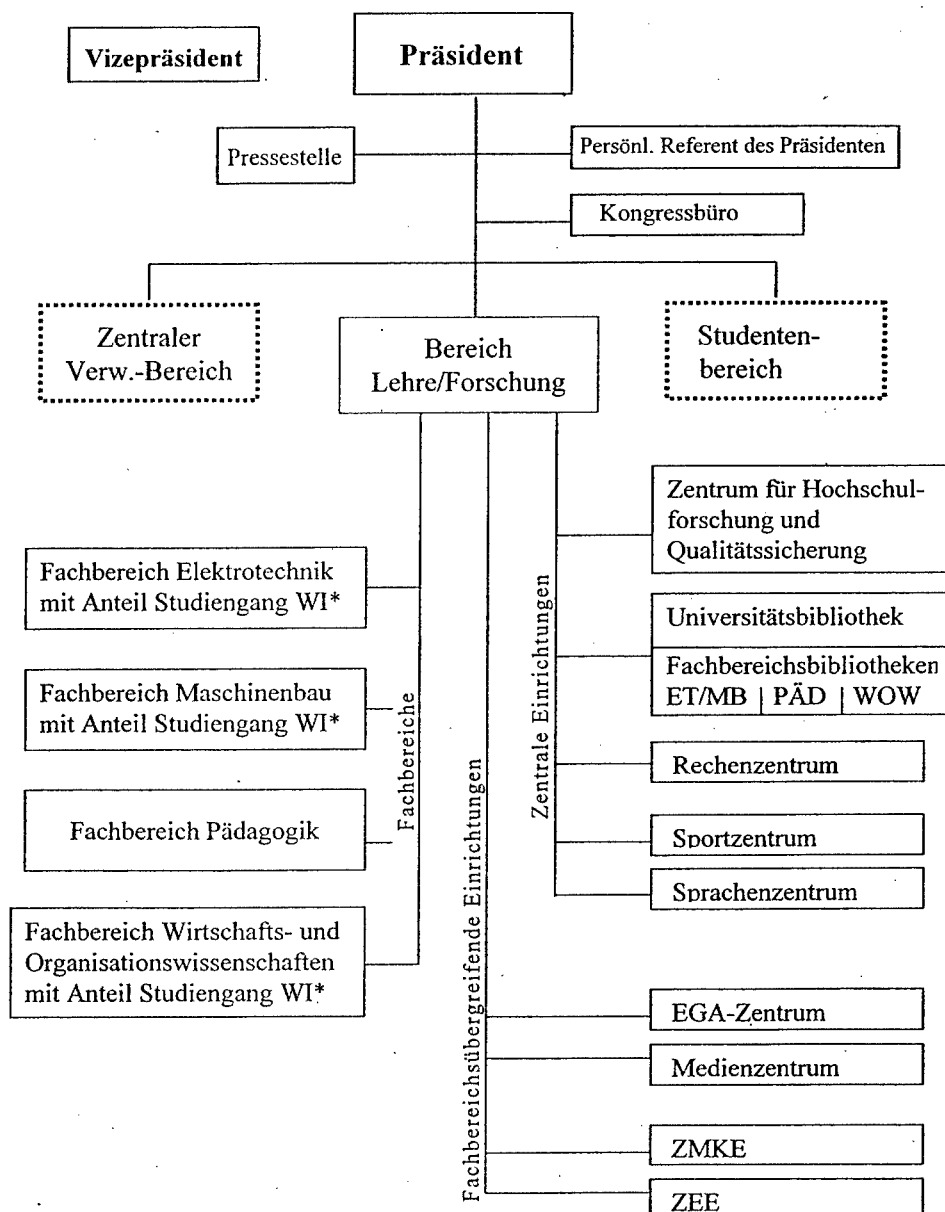 Vizepräsident
Präsident
Pressestelle
Persönl. Referent des Präsidenten
Kongressbüro
Zentraler
Verw.-Bereich
Bereich
Lehre/Forschung
Studenten-
bereich
Fachbereich Elektrotechnik
mit Anteil Studiengang WI*
Fachbereich Maschinenbau
mit Anteil Studiengang WI*
Fachbereich Pädagogik
Fachbereich Wirtschafts- und
Organisationswissenschaften
mit Anteil Studiengang WI*
Fachbereiche
Fachbereichsübergreifende Einrichtungen
Zentrale Einrichtungen
Zentrum für Hochschul-
forschung und
Qualitätssicherung
Universitätsbibliothek
Fachbereichsbibliotheken
ET/MB | PÄD | WOW
Rechenzentrum
Sportzentrum
Sprachenzentrum
EGA-Zentrum
Medienzentrum
ZMKE
ZEE